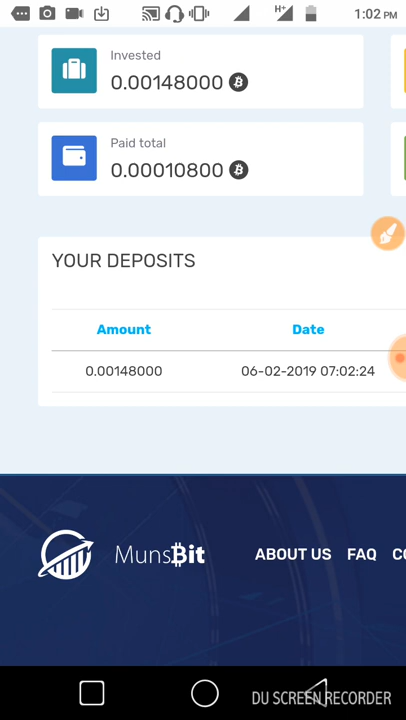 H+
1:02 PM
Invested
0.00148000
Paid total
0.00010800
YOUR DEPOSITS
Amount Date
0.00148000 06-02-2019 07:02:24
MunsBit ABOUT US FAQ CO
DU SCREEN RECORDER